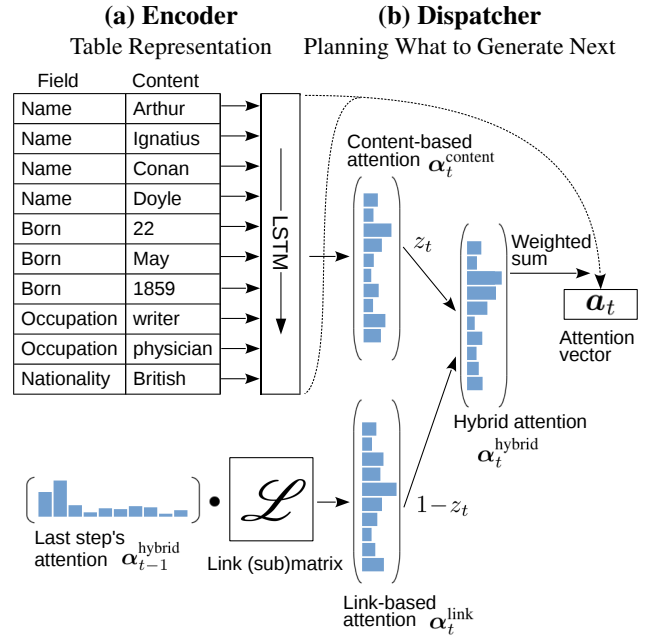 (a) Encoder
Table Representation
(b) Dispatcher
Planning What to Generate Next
Field Content
Name Arthur
Name Ignatius
Name Conan
Name Doyle
Born 22
Born May
Born 1859
Occupation writer
Occupation physician
Nationality British
LSTM
Content-based
attention α_t^content
z_t
Weighted
sum
a_t
Attention
vector
Hybrid attention
α_t^hybrid
Last step's
attention α_{t−1}^hybrid
ℒ
Link (sub)matrix
1−z_t
Link-based
attention α_t^link